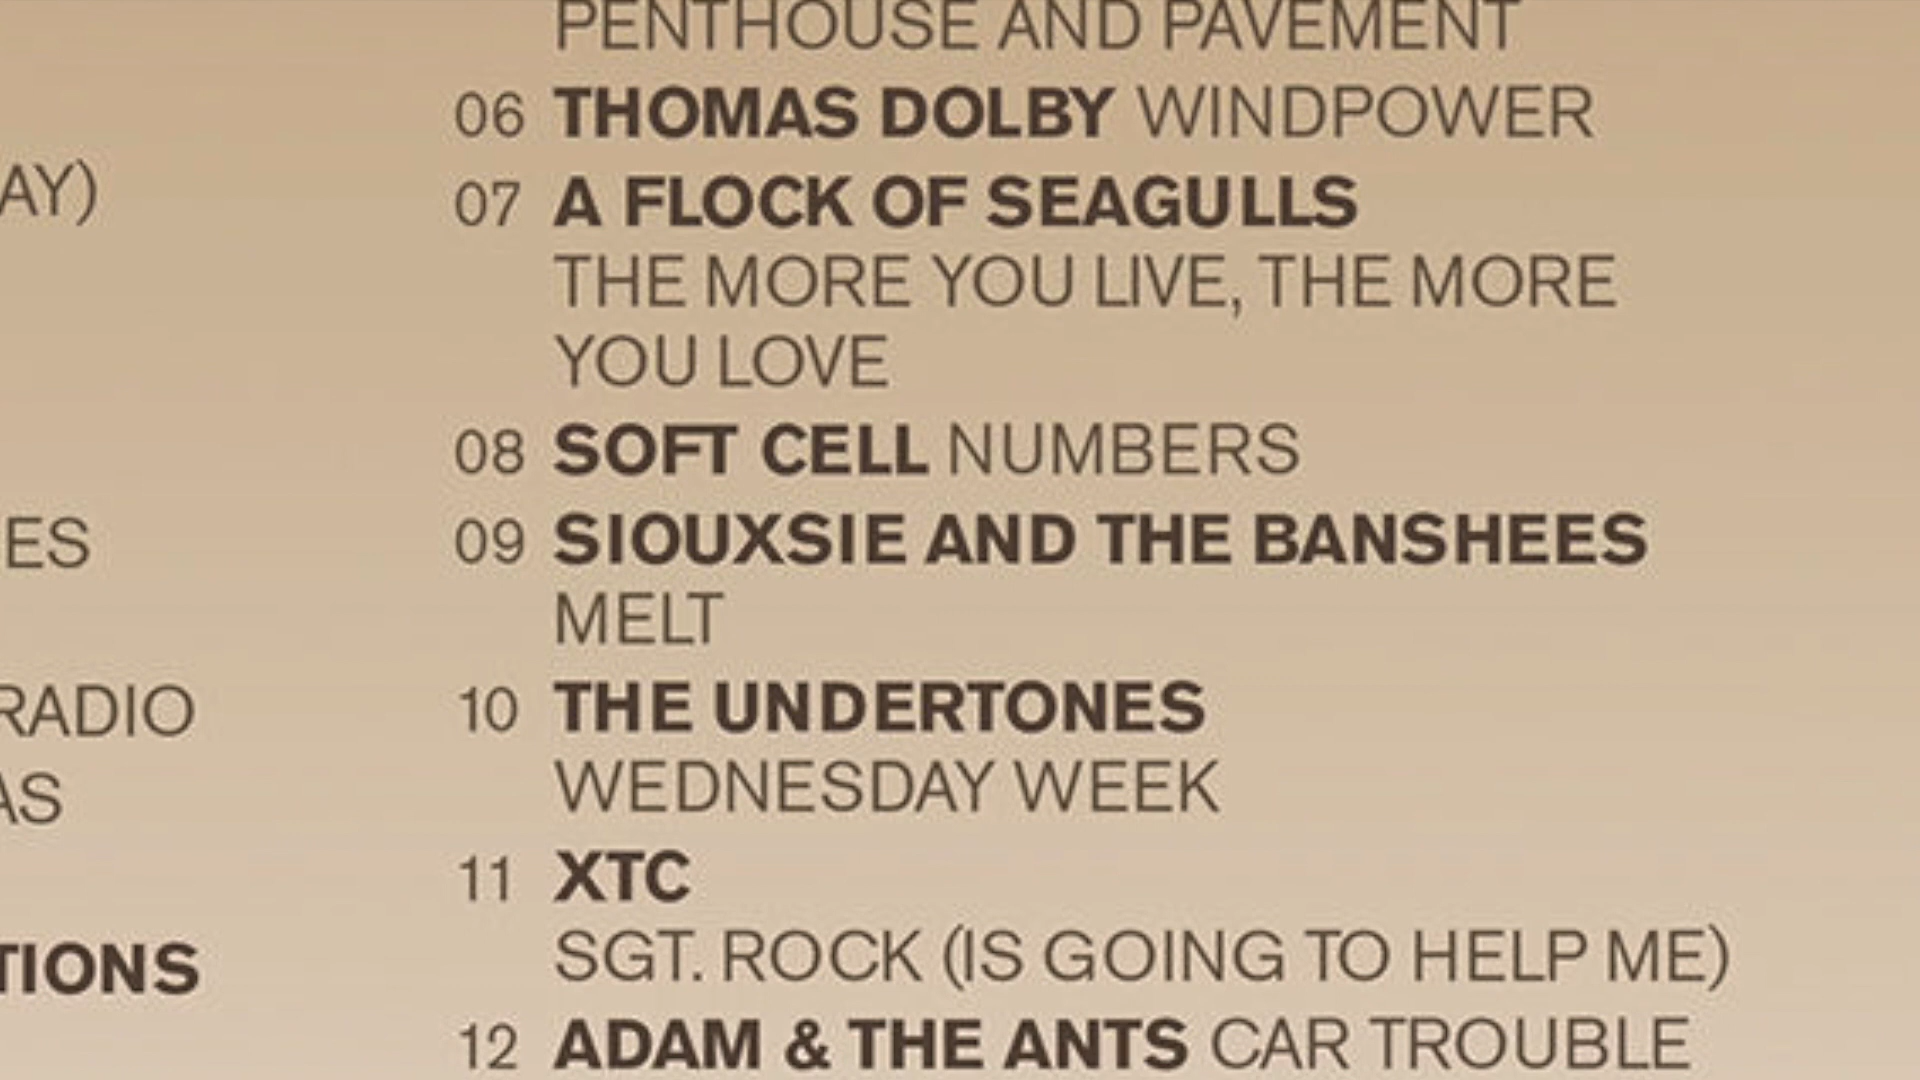 PENTHOUSE AND PAVEMENT
06 THOMAS DOLBY WINDPOWER
07 A FLOCK OF SEAGULLS
THE MORE YOU LIVE, THE MORE
YOU LOVE
08 SOFT CELL NUMBERS
09 SIOUXSIE AND THE BANSHEES
MELT
10 THE UNDERTONES
WEDNESDAY WEEK
11 XTC
SGT. ROCK (IS GOING TO HELP ME)
12 ADAM & THE ANTS CAR TROUBLE
AY)
ES
RADIO
AS
TIONS